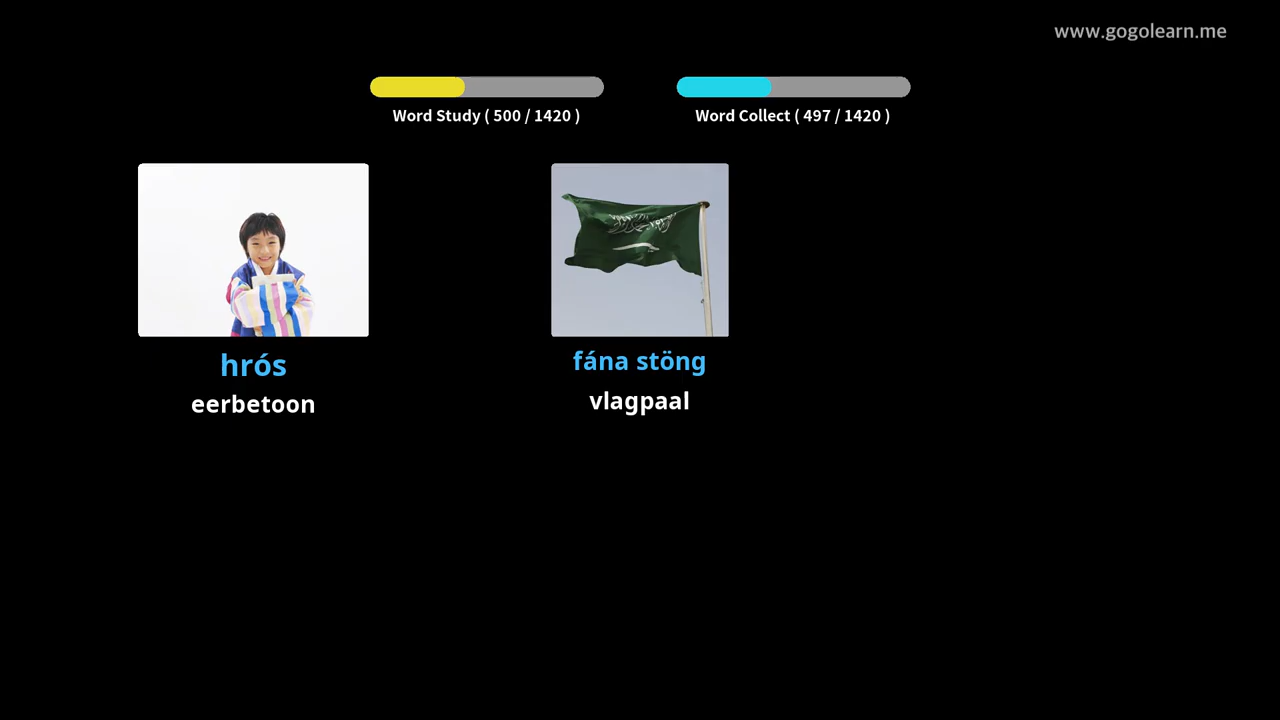 www.gogolearn.me
Word Study ( 500 / 1420 )
Word Collect ( 497 / 1420 )
hrós
eerbetoon
fána stöng
vlagpaal